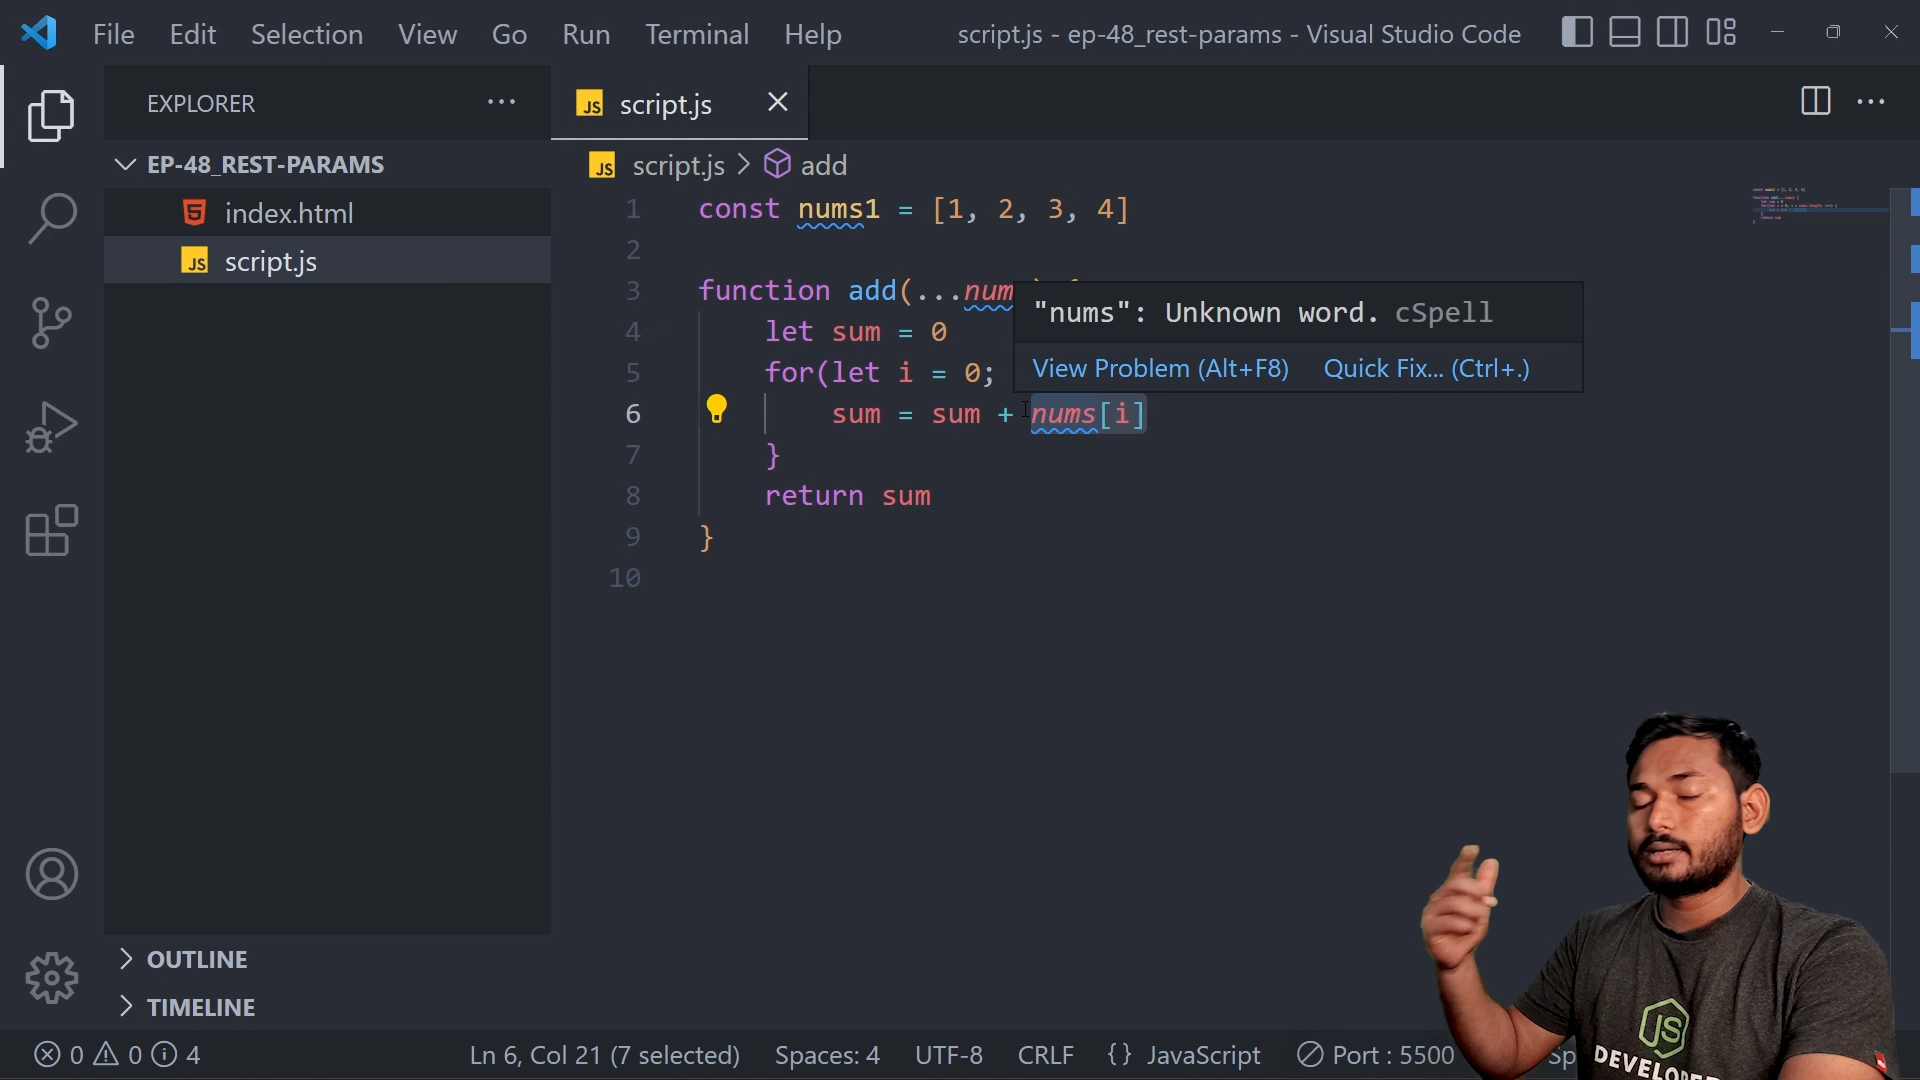 File Edit Selection View Go Run Terminal Help script.js - ep-48_rest-params - Visual Studio Code
EXPLORER
script.js
EP-48_REST-PARAMS
index.html
script.js
script.js > add
1 const nums1 = [1, 2, 3, 4]
2
3 function add(...num
4 let sum = 0
5 for(let i = 0;
6 sum = sum + nums[i]
7 }
8 return sum
9 }
10
"nums": Unknown word. cSpell
View Problem (Alt+F8) Quick Fix... (Ctrl+.)
OUTLINE
TIMELINE
0 0 4 Ln 6, Col 21 (7 selected) Spaces: 4 UTF-8 CRLF {} JavaScript Port : 5500 Sp
JS
DEVELOPER